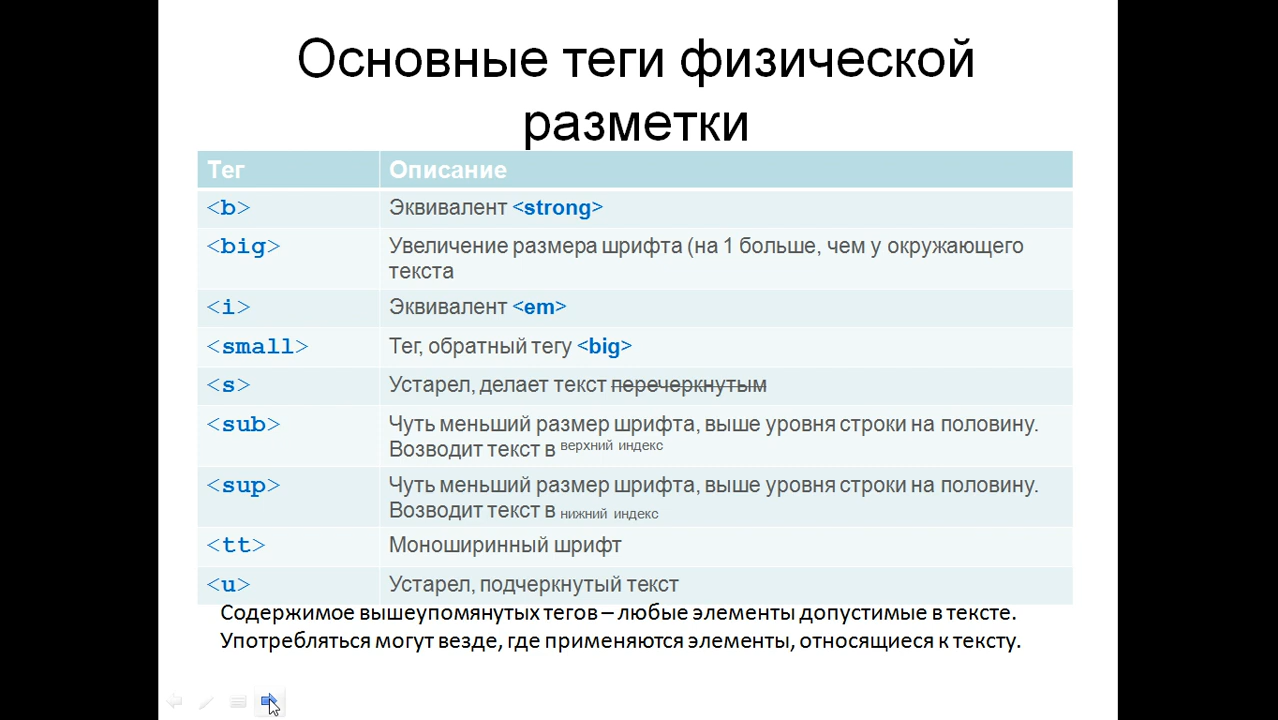 Основные теги физической
разметки
Тег Описание
<b> Эквивалент <strong>
<big> Увеличение размера шрифта (на 1 больше, чем у окружающего
текста
<i> Эквивалент <em>
<small> Тег, обратный тегу <big>
<s> Устарел, делает текст перечеркнутым
<sub> Чуть меньший размер шрифта, выше уровня строки на половину.
Возводит текст в верхний индекс
<sup> Чуть меньший размер шрифта, выше уровня строки на половину.
Возводит текст в нижний индекс
<tt> Моноширинный шрифт
<u> Устарел, подчеркнутый текст
Содержимое вышеупомянутых тегов – любые элементы допустимые в тексте.
Употребляться могут везде, где применяются элементы, относящиеся к тексту.